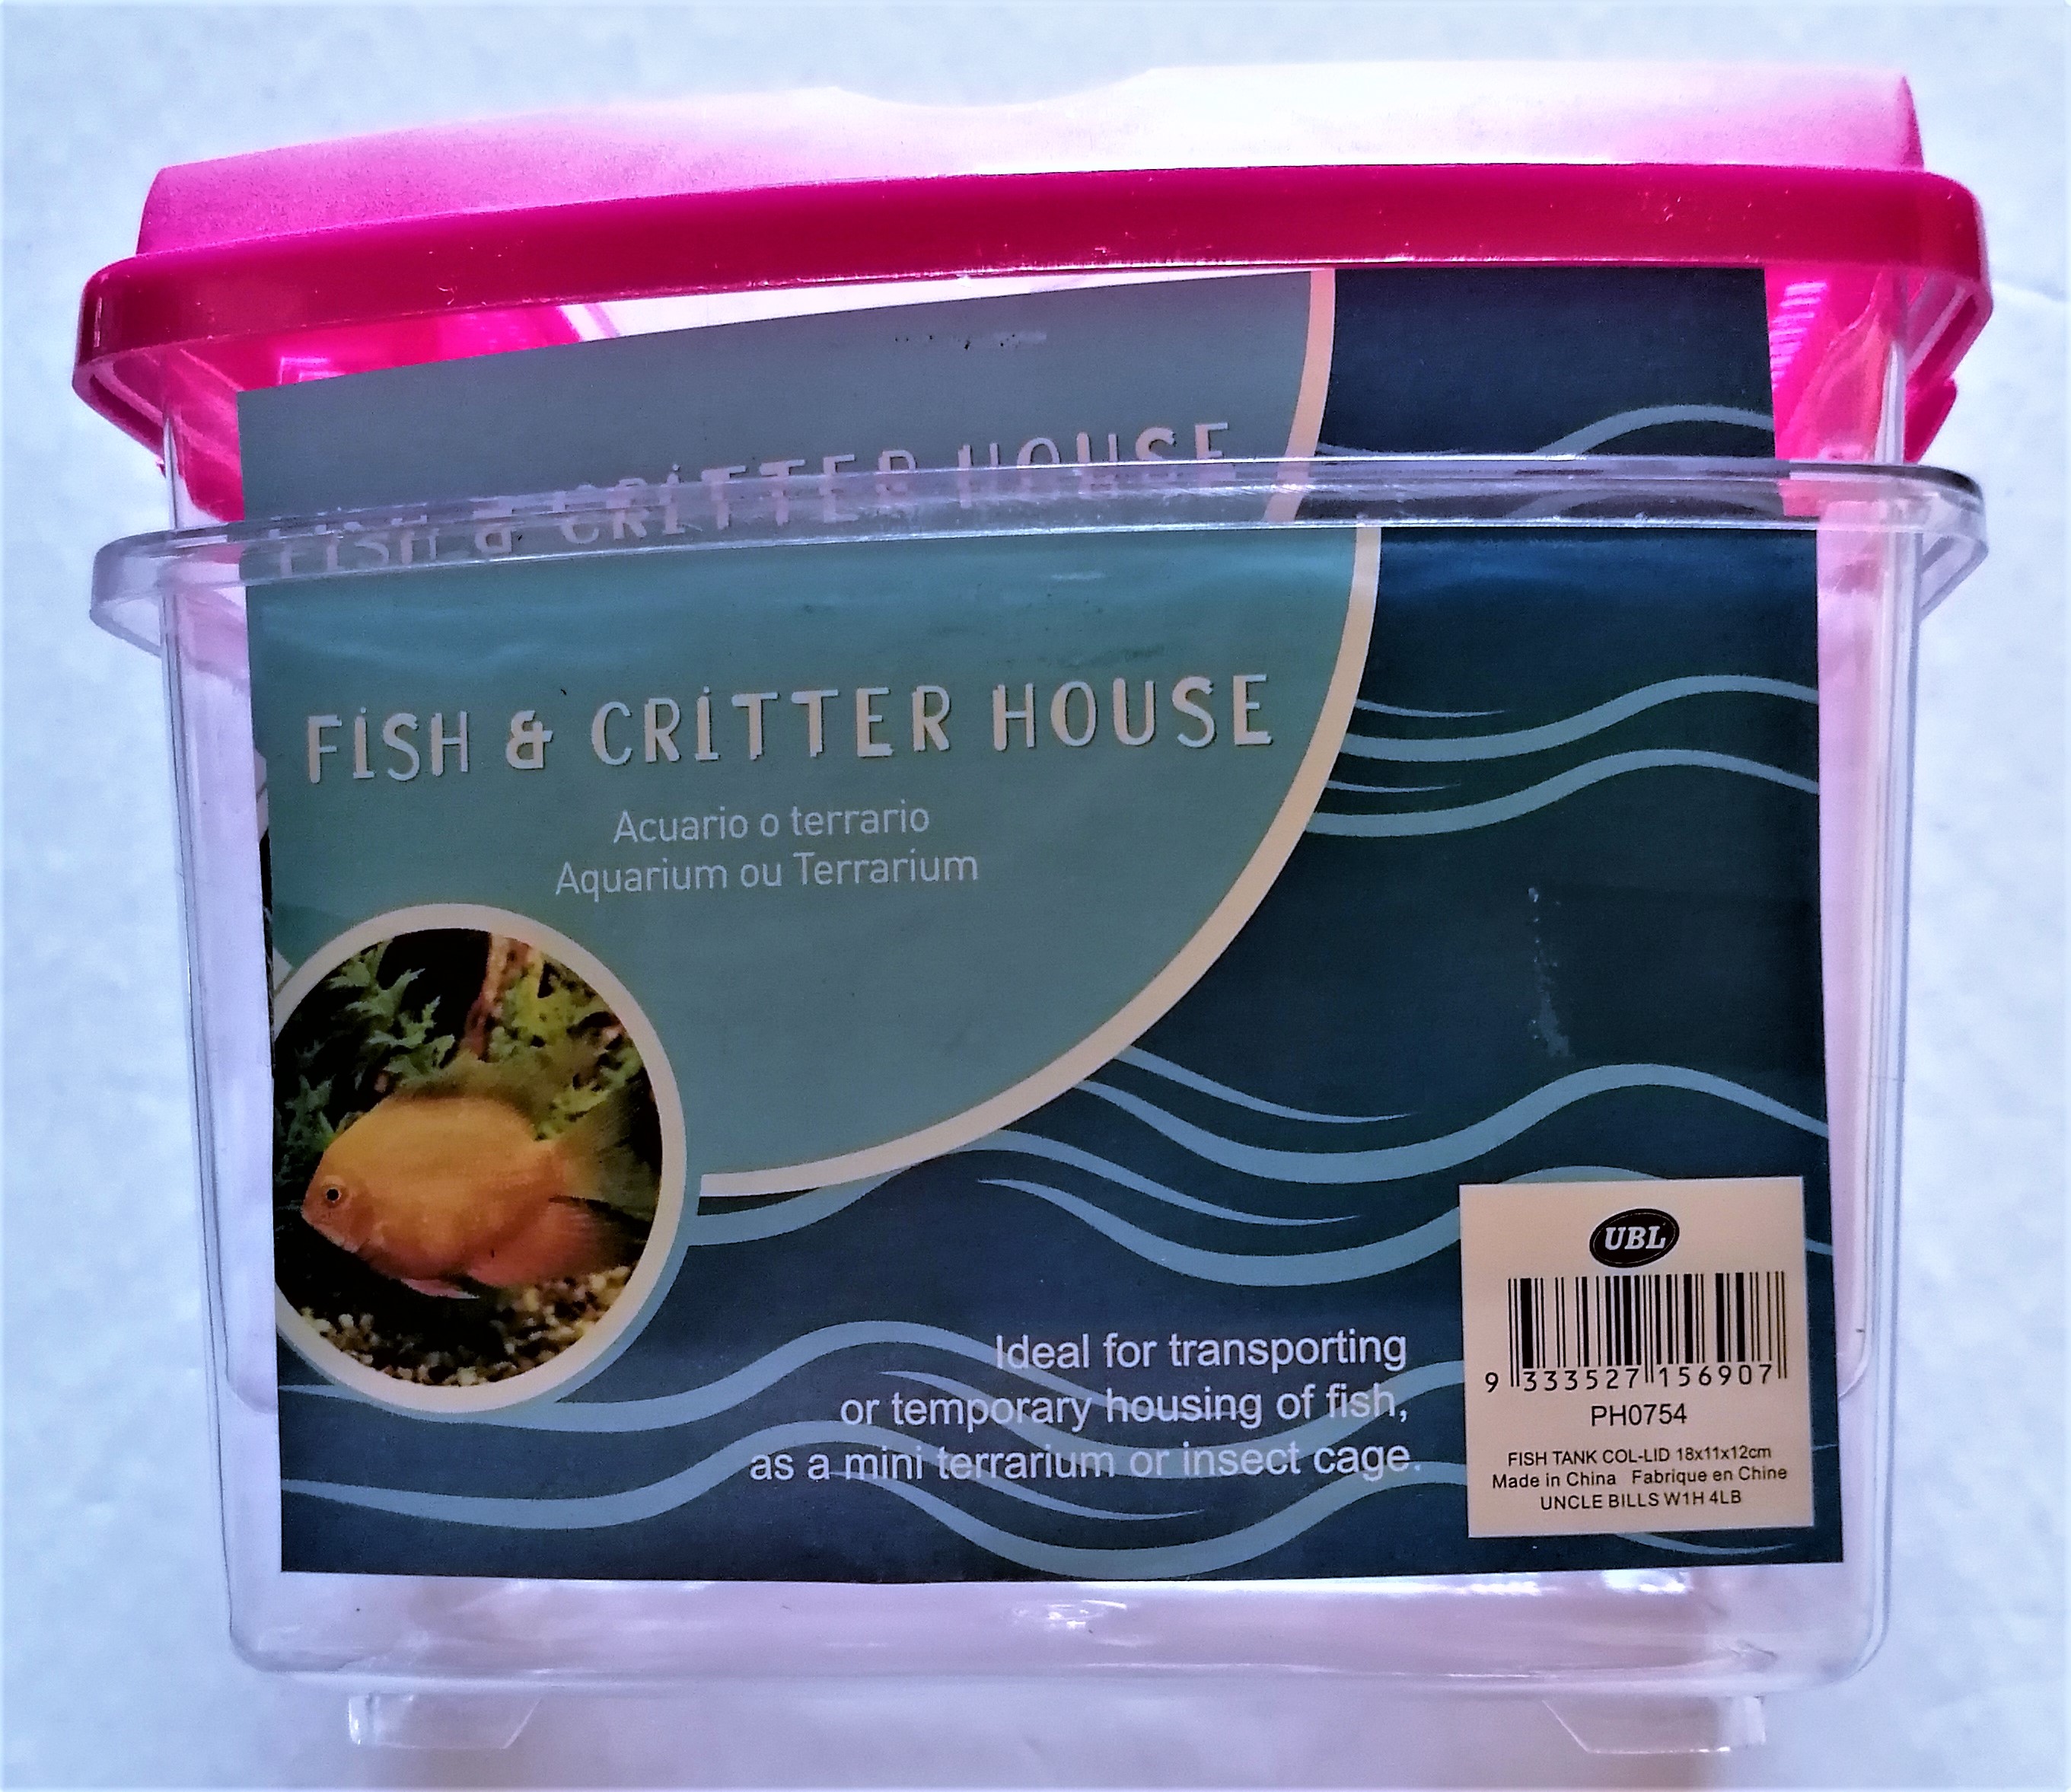 FISH & CRITTER HOUSE
FISH & CRITTER HOUSE
Acuario o terrario
Aquarium ou Terrarium
Ideal for transporting
or temporary housing of fish,
as a mini terrarium or insect cage.
UBL
9 333527 156907
PH0754
FISH TANK COL-LID 18x11x12cm
Made in China Fabrique en Chine
UNCLE BILLS W1H 4LB